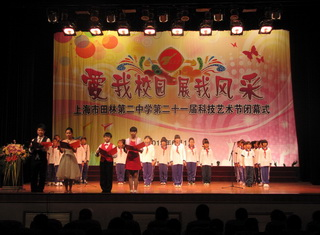 爱我校园 展我风采
上海市田林第二中学第二十一届科技艺术节闭幕式